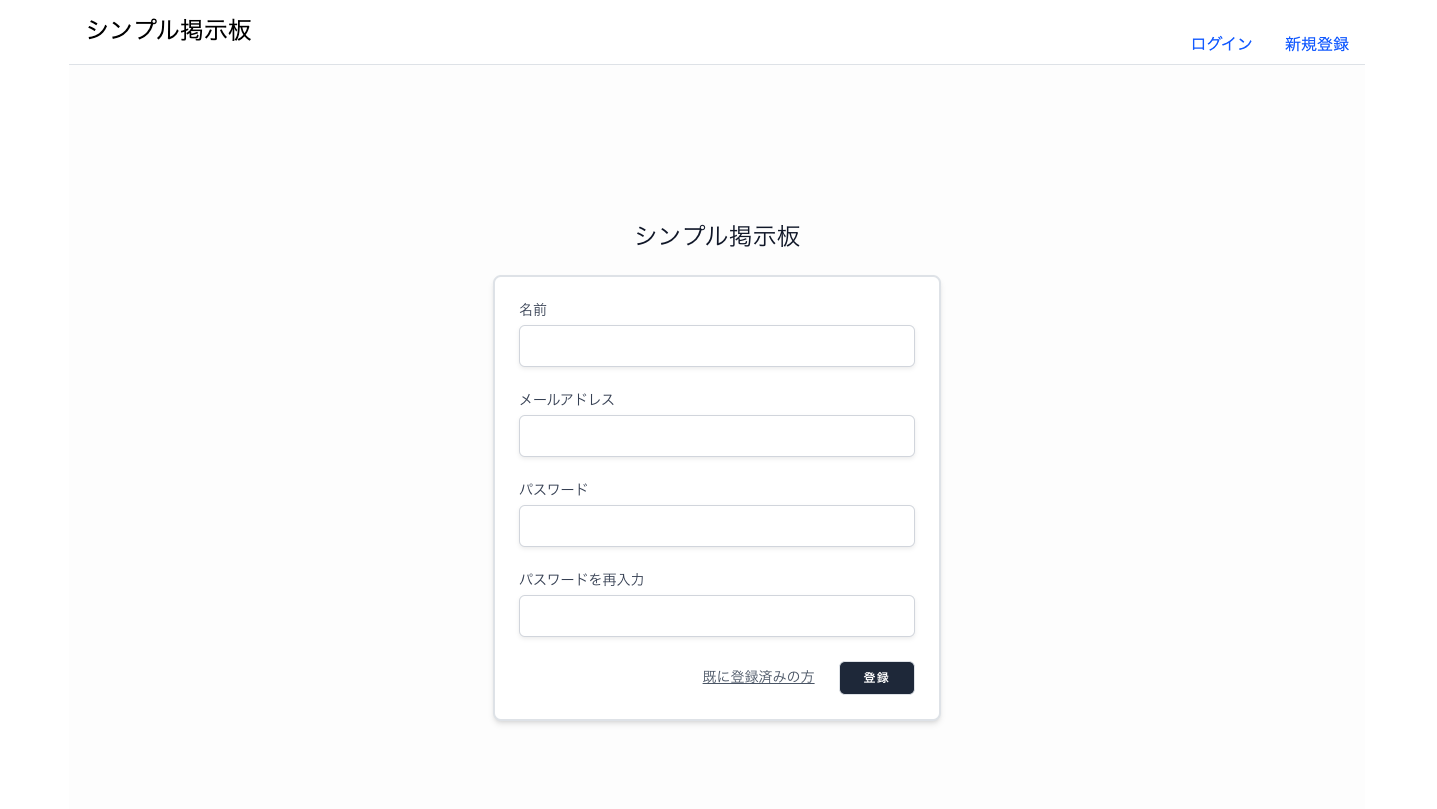 シンプル掲示板
ログイン 新規登録
シンプル掲示板
名前
メールアドレス
パスワード
パスワードを再入力
既に登録済みの方 登録